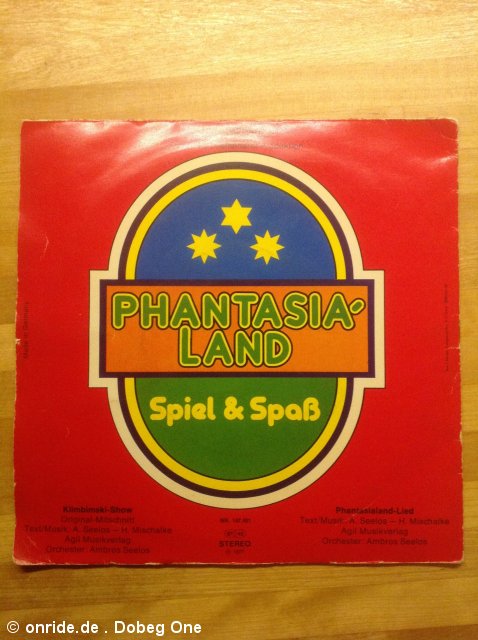 PHANTASIA-
LAND
Spiel & Spaß
Klimbimski-Show
Original-Mitschnitt
Text/Musik: A. Seelos — H. Mischalke
Agil Musikverlag
Orchester: Ambros Seelos
STEREO
Phantasialand-Lied
Text/Musik: A. Seelos — H. Mischalke
Agil Musikverlag
Orchester: Ambros Seelos
© onride.de . Dobeg One